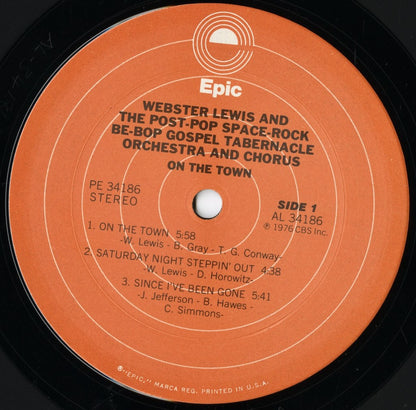 Epic
WEBSTER LEWIS AND
THE POST-POP SPACE-ROCK
BE-BOP GOSPEL TABERNACLE
ORCHESTRA AND CHORUS
ON THE TOWN
PE 34186
STEREO
SIDE 1
AL 34186
℗ 1976 CBS Inc.
1. ON THE TOWN 5:58
-W. Lewis - B. Gray - T. G. Conway-
2. SATURDAY NIGHT STEPPIN' OUT 4:38
-W. Lewis - D. Horowitz-
3. SINCE I'VE BEEN GONE 5:41
-J. Jefferson - B. Hawes -
C. Simmons-
"EPIC," MARCA REG. PRINTED IN U.S.A.